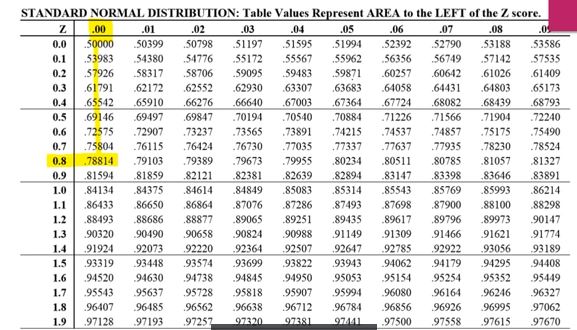 STANDARD NORMAL DISTRIBUTION: Table Values Represent AREA to the LEFT of the Z score.
Z .00 .01 .02 .03 .04 .05 .06 .07 .08 .09
0.0 .50000 .50399 .50798 .51197 .51595 .51994 .52392 .52790 .53188 .53586
0.1 .53983 .54380 .54776 .55172 .55567 .55962 .56356 .56749 .57142 .57535
0.2 .57926 .58317 .58706 .59095 .59483 .59871 .60257 .60642 .61026 .61409
0.3 .61791 .62172 .62552 .62930 .63307 .63683 .64058 .64431 .64803 .65173
0.4 .65542 .65910 .66276 .66640 .67003 .67364 .67724 .68082 .68439 .68793
0.5 .69146 .69497 .69847 .70194 .70540 .70884 .71226 .71566 .71904 .72240
0.6 .72575 .72907 .73237 .73565 .73891 .74215 .74537 .74857 .75175 .75490
0.7 .75804 .76115 .76424 .76730 .77035 .77337 .77637 .77935 .78230 .78524
0.8 .78814 .79103 .79389 .79673 .79955 .80234 .80511 .80785 .81057 .81327
0.9 .81594 .81859 .82121 .82381 .82639 .82894 .83147 .83398 .83646 .83891
1.0 .84134 .84375 .84614 .84849 .85083 .85314 .85543 .85769 .85993 .86214
1.1 .86433 .86650 .86864 .87076 .87286 .87493 .87698 .87900 .88100 .88298
1.2 .88493 .88686 .88877 .89065 .89251 .89435 .89617 .89796 .89973 .90147
1.3 .90320 .90490 .90658 .90824 .90988 .91149 .91309 .91466 .91621 .91774
1.4 .91924 .92073 .92220 .92364 .92507 .92647 .92785 .92922 .93056 .93189
1.5 .93319 .93448 .93574 .93699 .93822 .93943 .94062 .94179 .94295 .94408
1.6 .94520 .94630 .94738 .94845 .94950 .95053 .95154 .95254 .95352 .95449
1.7 .95543 .95637 .95728 .95818 .95907 .95994 .96080 .96164 .96246 .96327
1.8 .96407 .96485 .96562 .96638 .96712 .96784 .96856 .96926 .96995 .97062
1.9 .97128 .97193 .97257 .97320 .97381 .97441 .97500 .97558 .97615 .97670